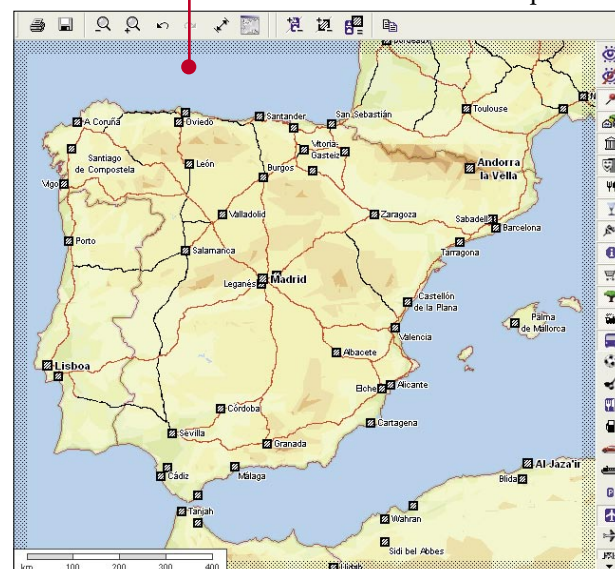 Bordeaux
Toulouse
A Coruña
Oviedo
Santander
San Sebastián
Santiago
de Compostela
León
Vitoria-
Gasteiz
Burgos
Andorra
la Vella
Vigo
Valladolid
Zaragoza
Sabadell
Barcelona
Porto
Salamanca
Tarragona
Leganés
Madrid
Castellón
de la Plana
Palma
de Mallorca
Valencia
Lisboa
Albacete
Elche
Alicante
Córdoba
Cartagena
Sevilla
Granada
Cádiz
Málaga
Al Jaza'ir
Blida
Tanjah
Wahran
Sidi bel Abbes
km 100 200 300 400